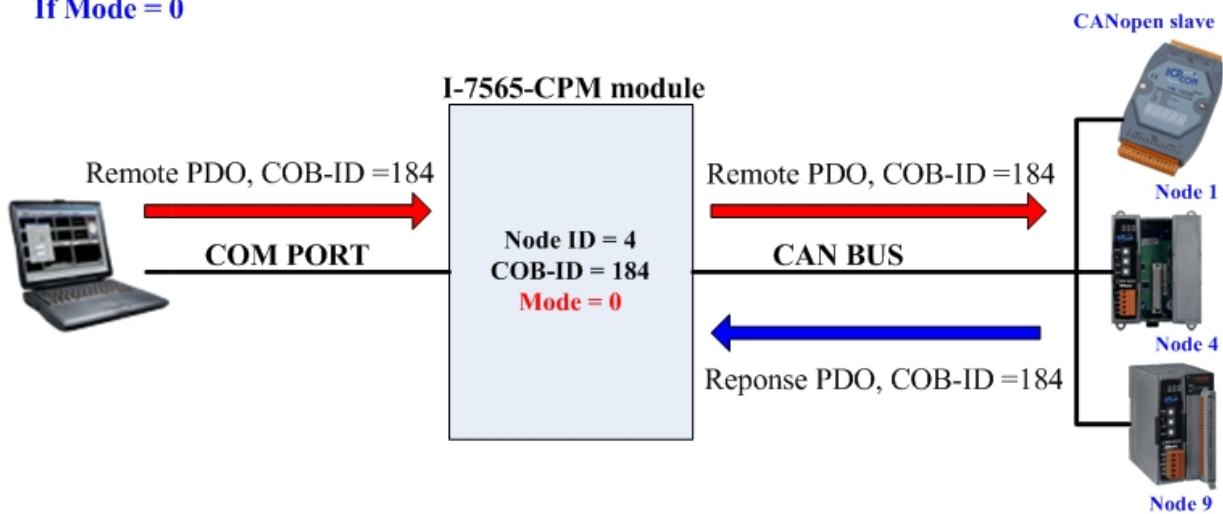 If Mode = 0
CANopen slave
I-7565-CPM module
Remote PDO, COB-ID =184
Remote PDO, COB-ID =184
Node 1
Node ID = 4
COB-ID = 184
Mode = 0
COM PORT
CAN BUS
Node 4
Reponse PDO, COB-ID =184
Node 9